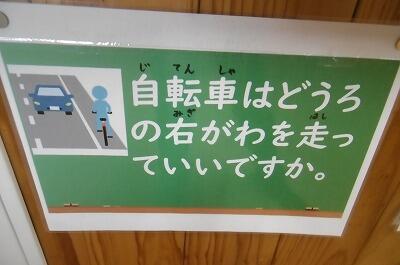 じてんしゃ
自転車はどうろ
みぎ はし
の右がわを走っ
ていいですか。